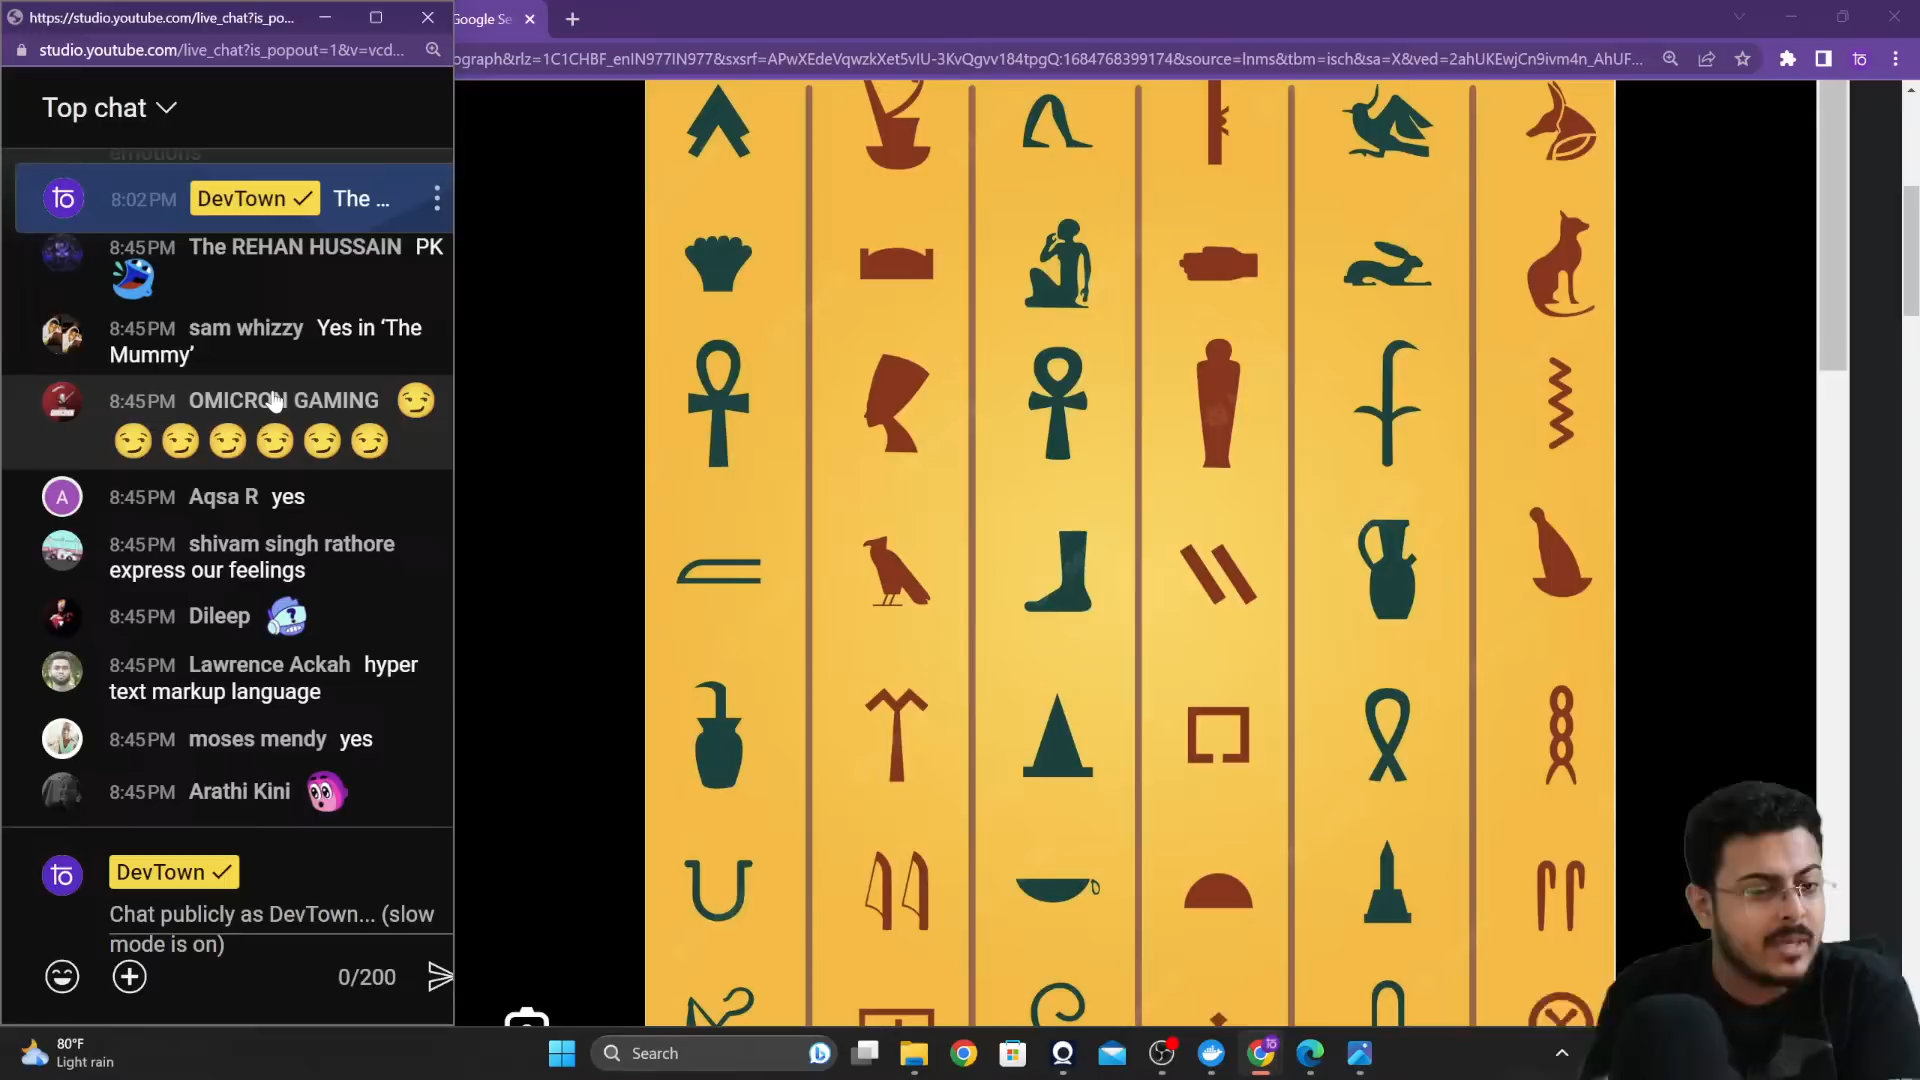 https://studio.youtube.com/live_chat?is_po...
Google Se
studio.youtube.com/live_chat?is_popout=1&v=vcd...
ograph&rlz=1C1CHBF_enIN977IN977&sxsrf=APwXEdeVqwzkXet5vIU-3KvQgvv184tpgQ:1684768399174&source=lnms&tbm=isch&sa=X&ved=2ahUKEwjCn9ivm4n_AhUF...
Top chat
emotions
8:02 PM DevTown The ...
8:45 PM The REHAN HUSSAIN PK
8:45 PM sam whizzy Yes in ‘The
Mummy’
8:45 PM OMICRON GAMING
8:45 PM Aqsa R yes
8:45 PM shivam singh rathore
express our feelings
8:45 PM Dileep
8:45 PM Lawrence Ackah hyper
text markup language
8:45 PM moses mendy yes
8:45 PM Arathi Kini
DevTown
Chat publicly as DevTown... (slow
mode is on)
0/200
80°F
Light rain
Search